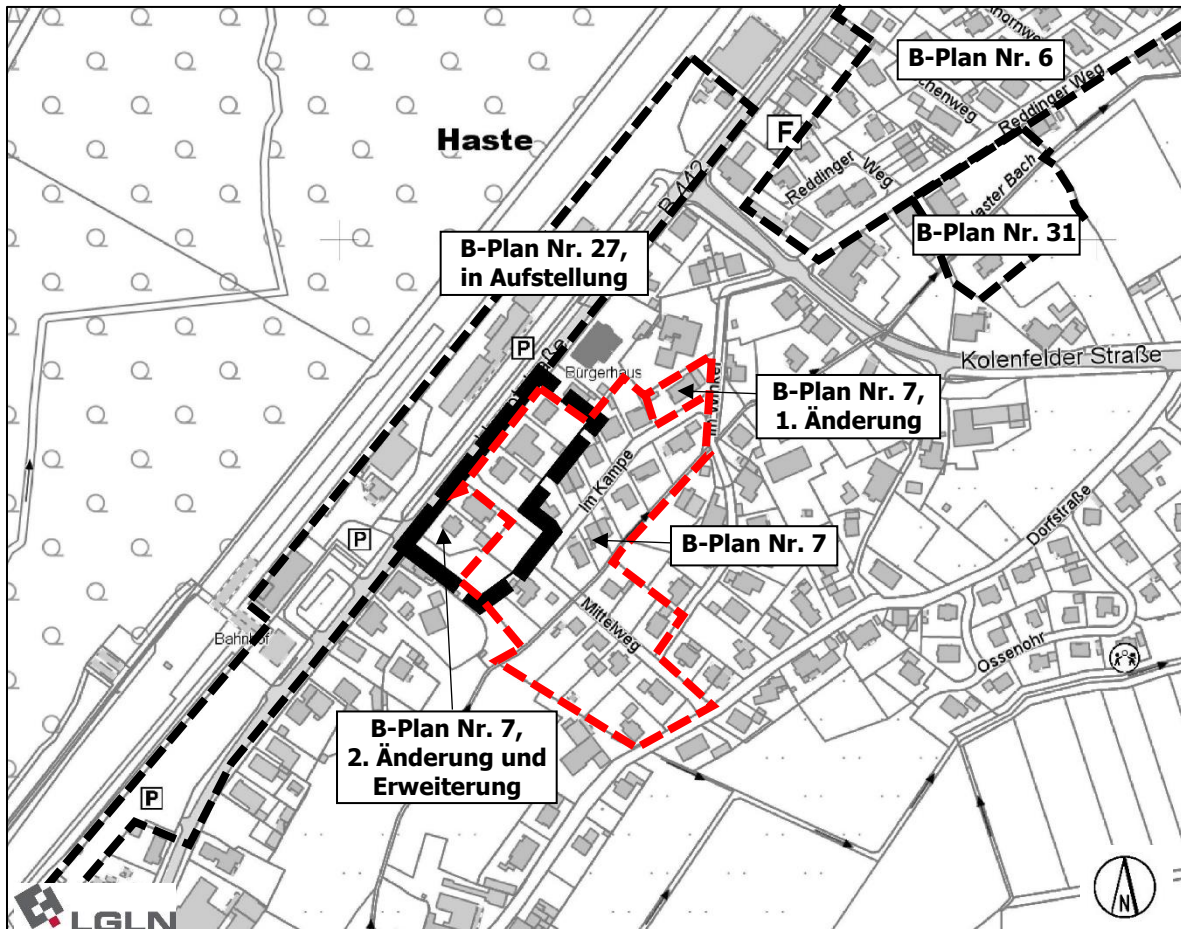 B-Plan Nr. 6
Reddinger Weg
F
Haste
Reddinger Weg
B 442
B-Plan Nr. 31
B-Plan Nr. 27,
in Aufstellung
P
Bürgerhaus
Kolenfelder Straße
B-Plan Nr. 7,
1. Änderung
Im Winkel
Im Kampe
Dorfstraße
P
B-Plan Nr. 7
Mittelweg
Bahnhof
Ossenohr
B-Plan Nr. 7,
2. Änderung und
Erweiterung
P
LGLN
N